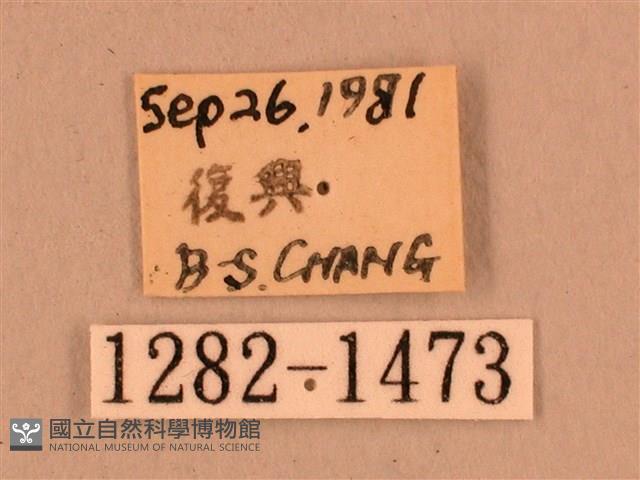 Sep 26, 1981
復興
B.S. CHANG
1282-1473
國立自然科學博物館
NATIONAL MUSEUM OF NATURAL SCIENCE